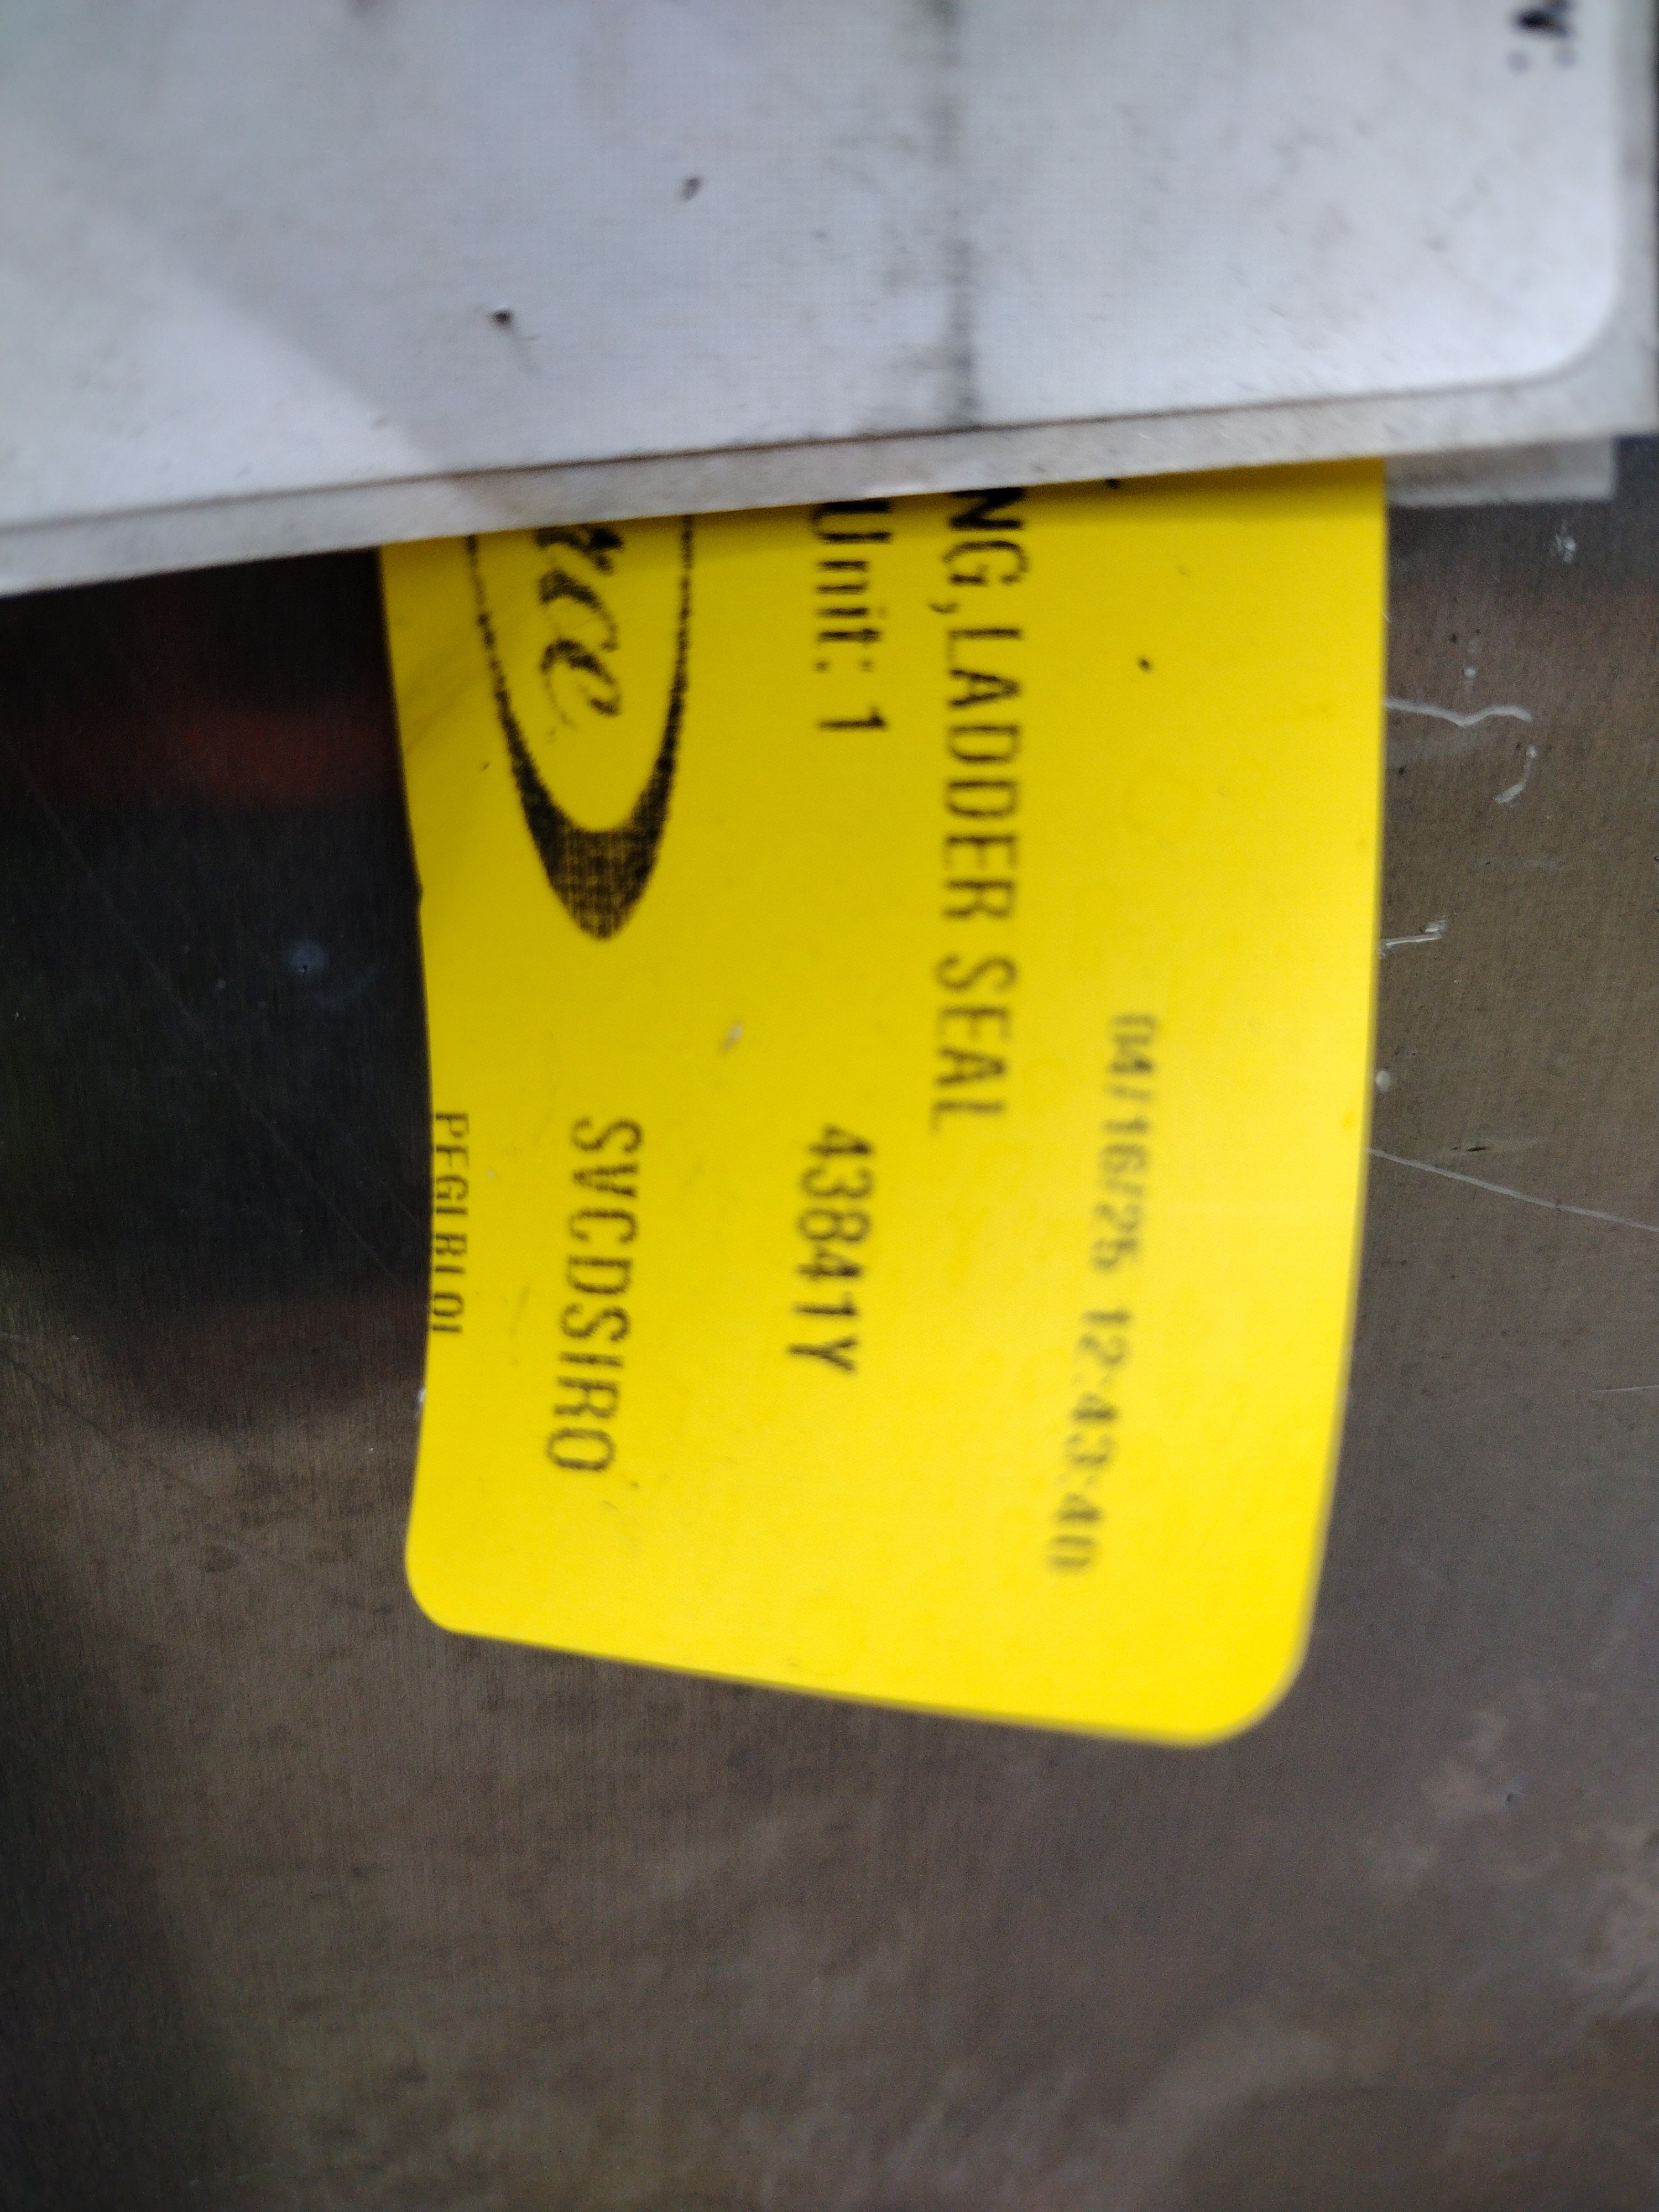 SVCDSIRO
Unit: 1
43841Y
NG,LADDER SEAL
04/16/25 12:43:40